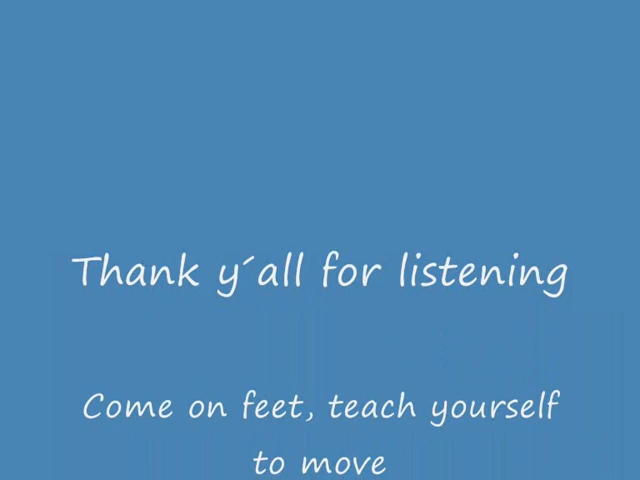 Thank y´all for listening
Come on feet, teach yourself
to move